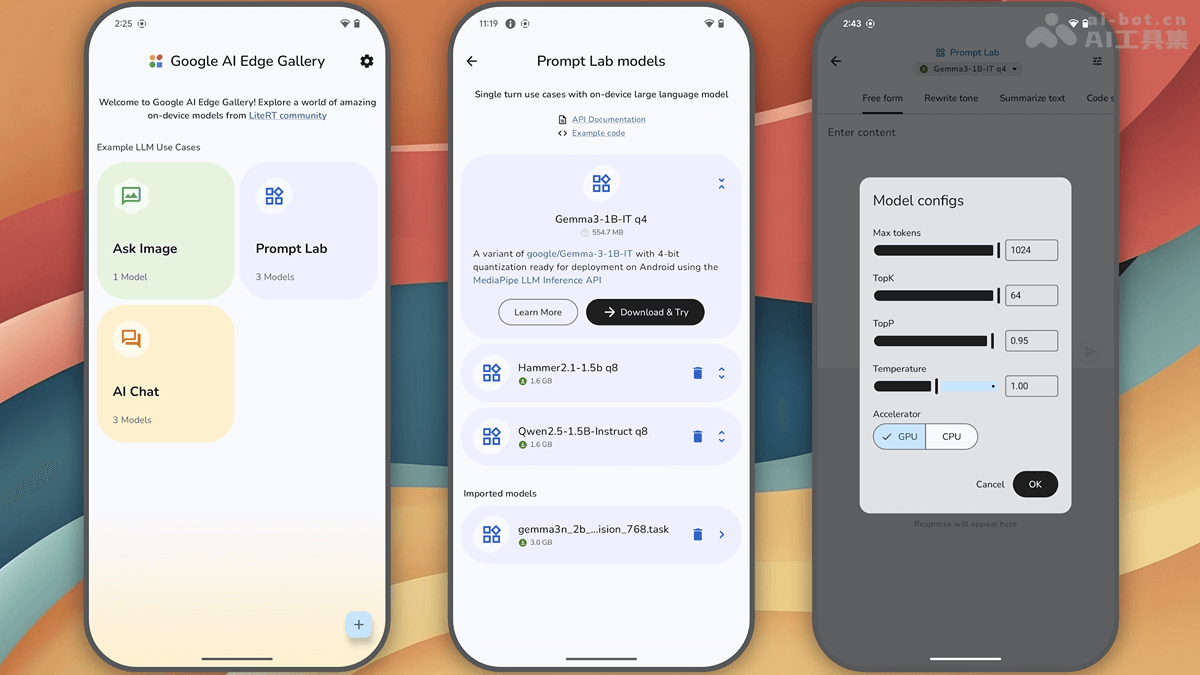 2:25
Google AI Edge Gallery
Welcome to Google AI Edge Gallery! Explore a world of amazing
on-device models from LiteRT community
Example LLM Use Cases
Ask Image
1 Model
Prompt Lab
3 Models
AI Chat
3 Models
+
11:19
Prompt Lab models
Single turn use cases with on-device large language model
API Documentation
Example code
Gemma3-1B-IT q4
554.7 MB
A variant of google/Gemma-3-1B-IT with 4-bit
quantization ready for deployment on Android using the
MediaPipe LLM Inference API
Learn More
Download & Try
Hammer2.1-1.5b q8
1.6 GB
Qwen2.5-1.5B-Instruct q8
1.6 GB
Imported models
gemma3n_2b_...ision_768.task
3.0 GB
2:43
ai-bot.cn
AI工具集
Prompt Lab
Gemma3-1B-IT q4
Free form
Rewrite tone
Summarize text
Code s
Enter content
Model configs
Max tokens
1024
TopK
64
TopP
0.95
Temperature
1.00
Accelerator
GPU
CPU
Cancel
OK
Response will appear here